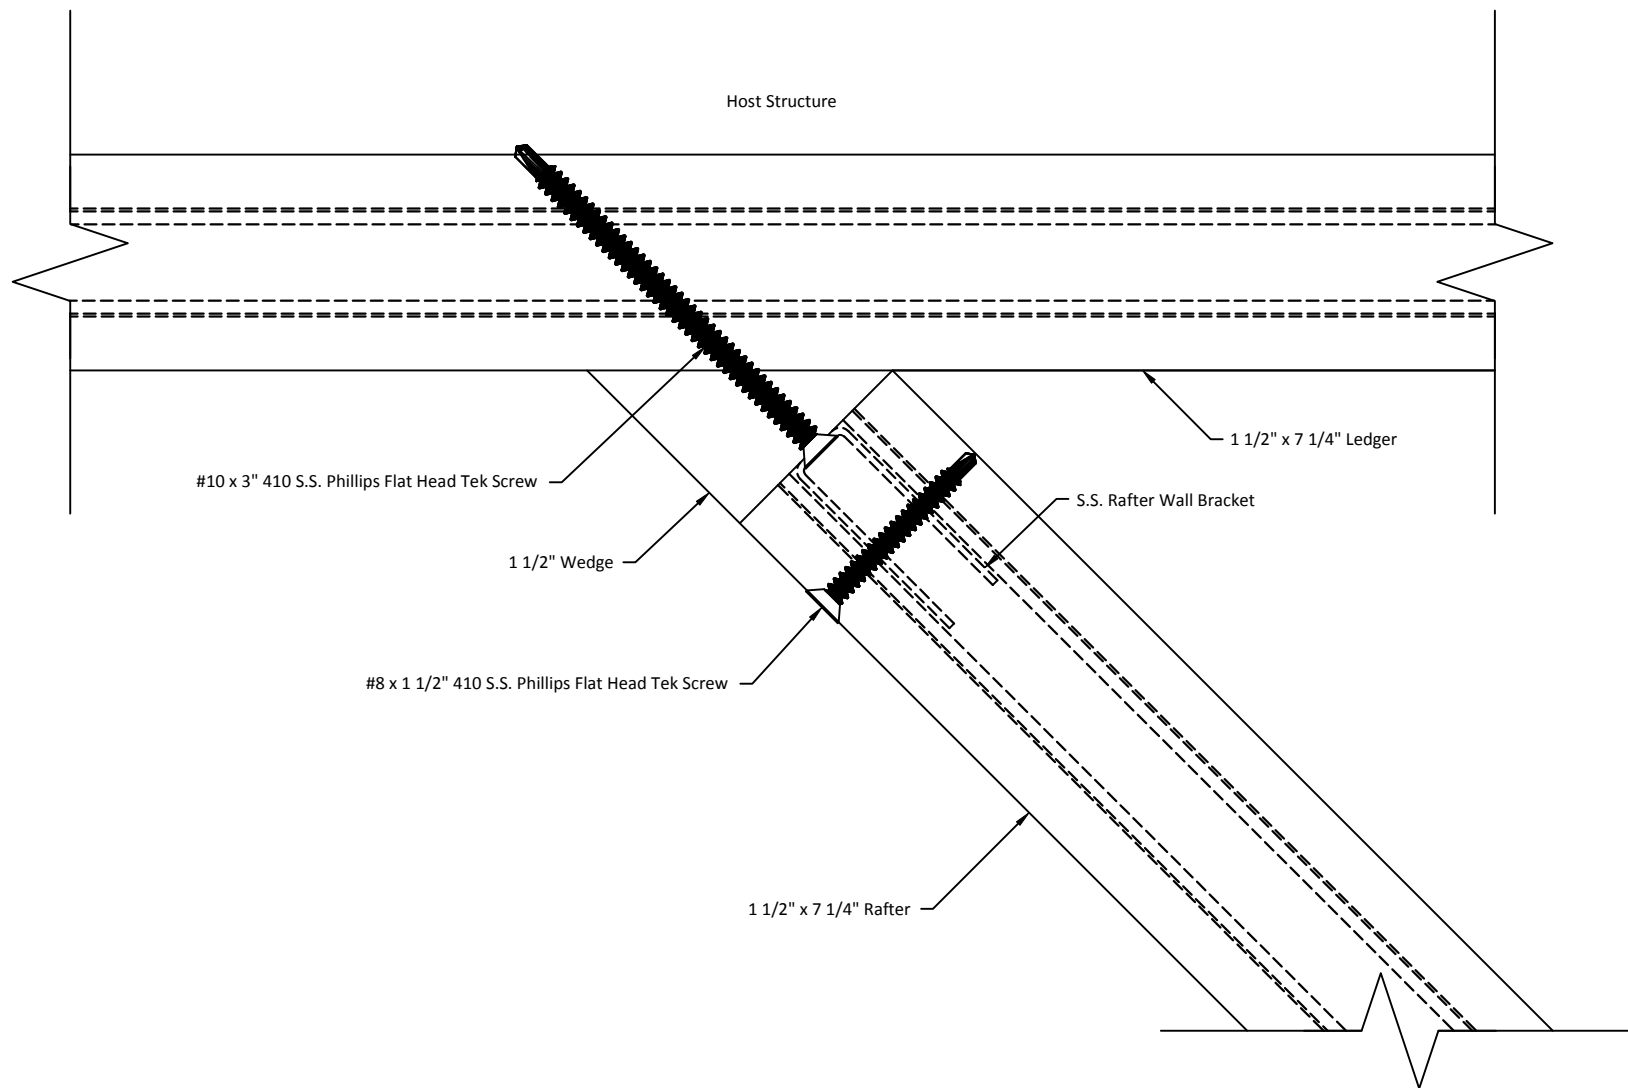 Host Structure
1 1/2" x 7 1/4" Ledger
#10 x 3" 410 S.S. Phillips Flat Head Tek Screw
S.S. Rafter Wall Bracket
1 1/2" Wedge
#8 x 1 1/2" 410 S.S. Phillips Flat Head Tek Screw
1 1/2" x 7 1/4" Rafter